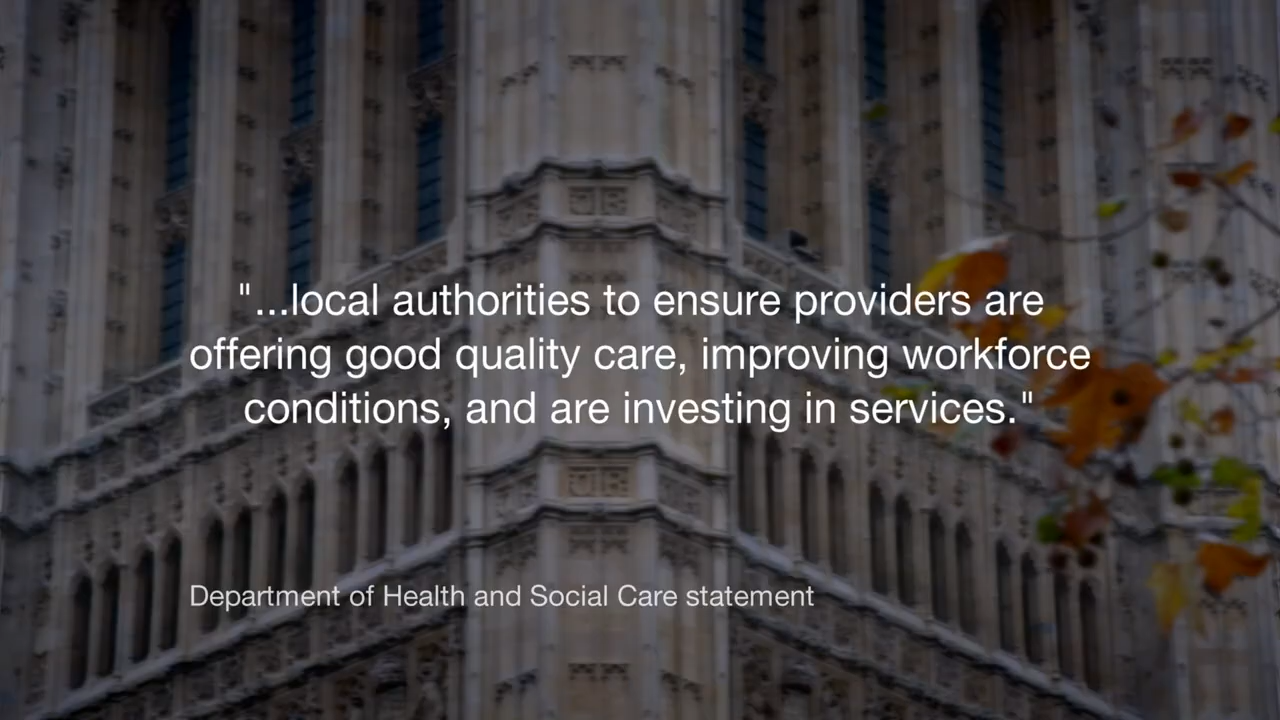 "...local authorities to ensure providers are
offering good quality care, improving workforce
conditions, and are investing in services."
Department of Health and Social Care statement